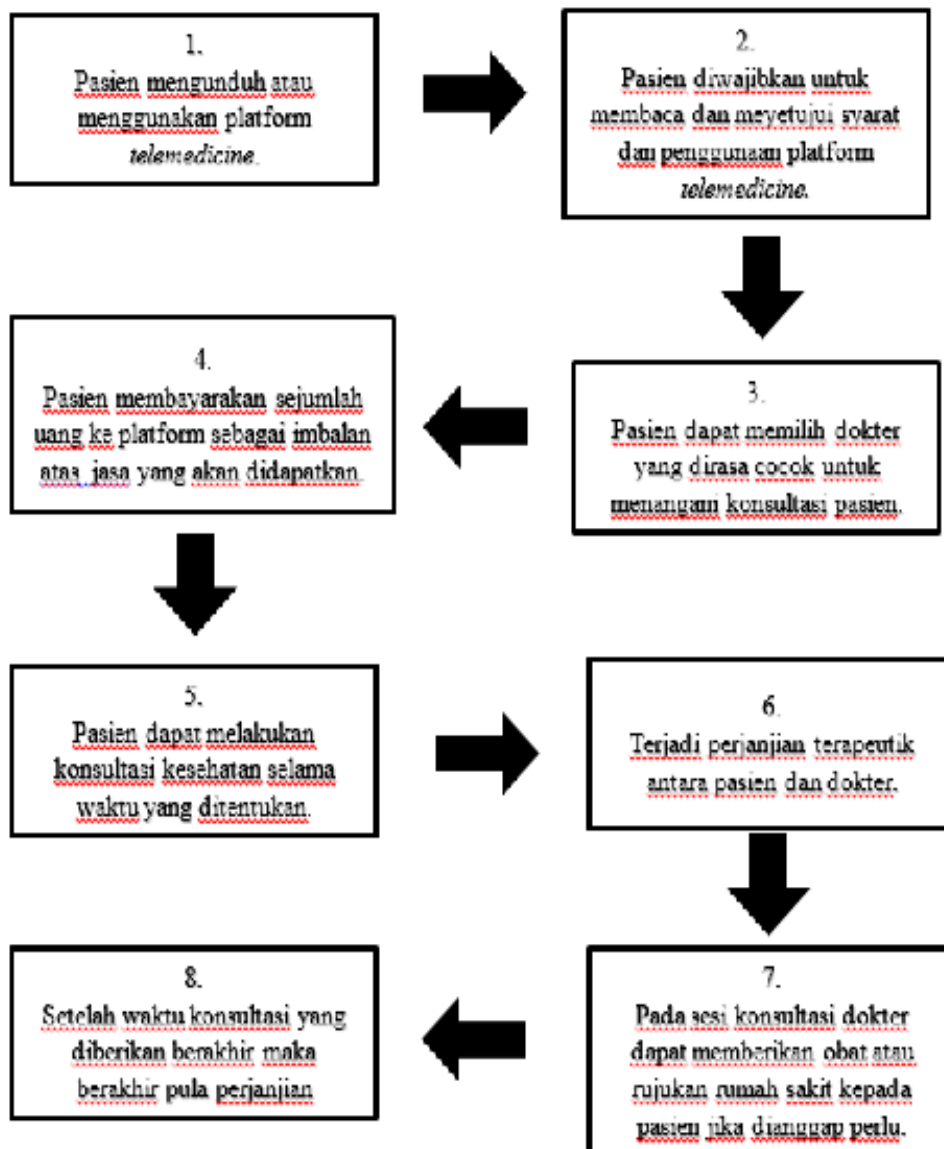 1.
Pasien mengunduh atau
menggunakan platform
telemedicine.
2.
Pasien diwajibkan untuk
membaca dan meyetujui syarat
dan penggunaan platform
telemedicine.
3.
Pasien dapat memilih dokter
yang dirasa cocok untuk
menangani konsultasi pasien.
4.
Pasien membayarakan sejumlah
uang ke platform sebagai imbalan
atas jasa yang akan didapatkan.
5.
Pasien dapat melakukan
konsultasi kesehatan selama
waktu yang ditentukan.
6.
Terjadi perjanjian terapeutik
antara pasien dan dokter.
7.
Pada sesi konsultasi dokter
dapat memberikan obat atau
rujukan rumah sakit kepada
pasien jika dianggap perlu.
8.
Setelah waktu konsultasi yang
diberikan berakhir maka
berakhir pula perjanjian